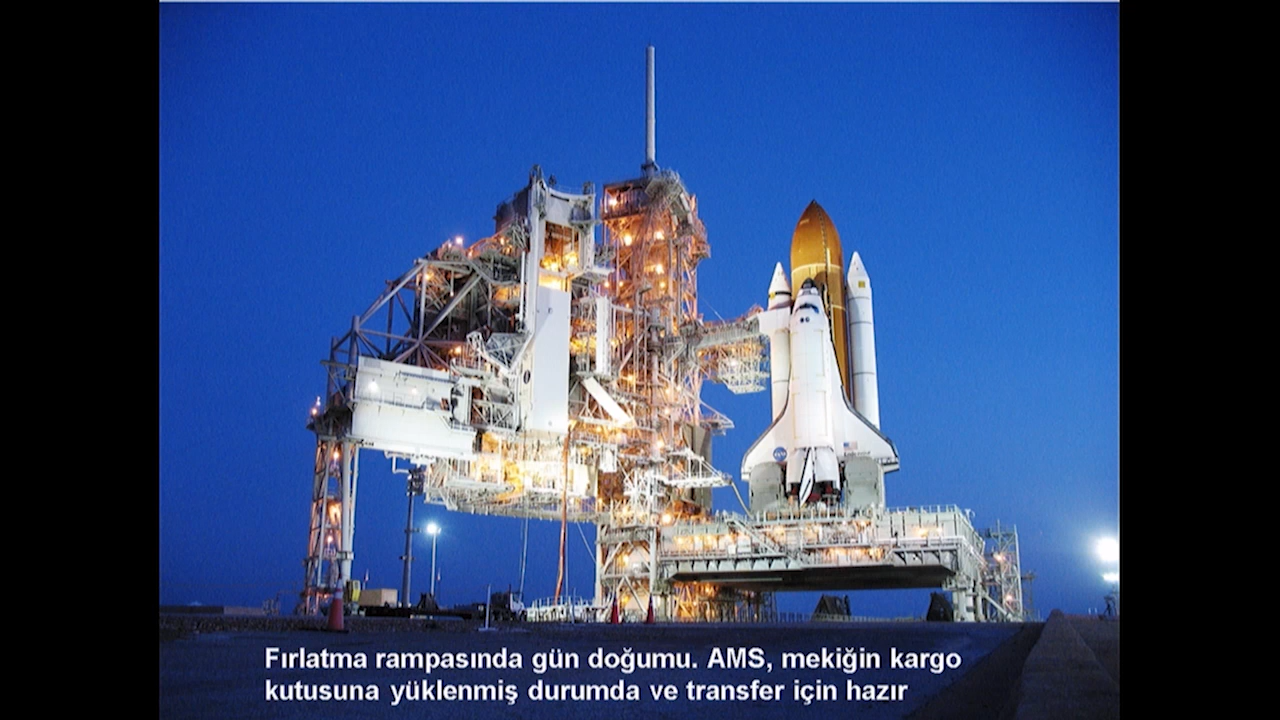 Fırlatma rampasında gün doğumu. AMS, mekiğin kargo
kutusuna yüklenmiş durumda ve transfer için hazır